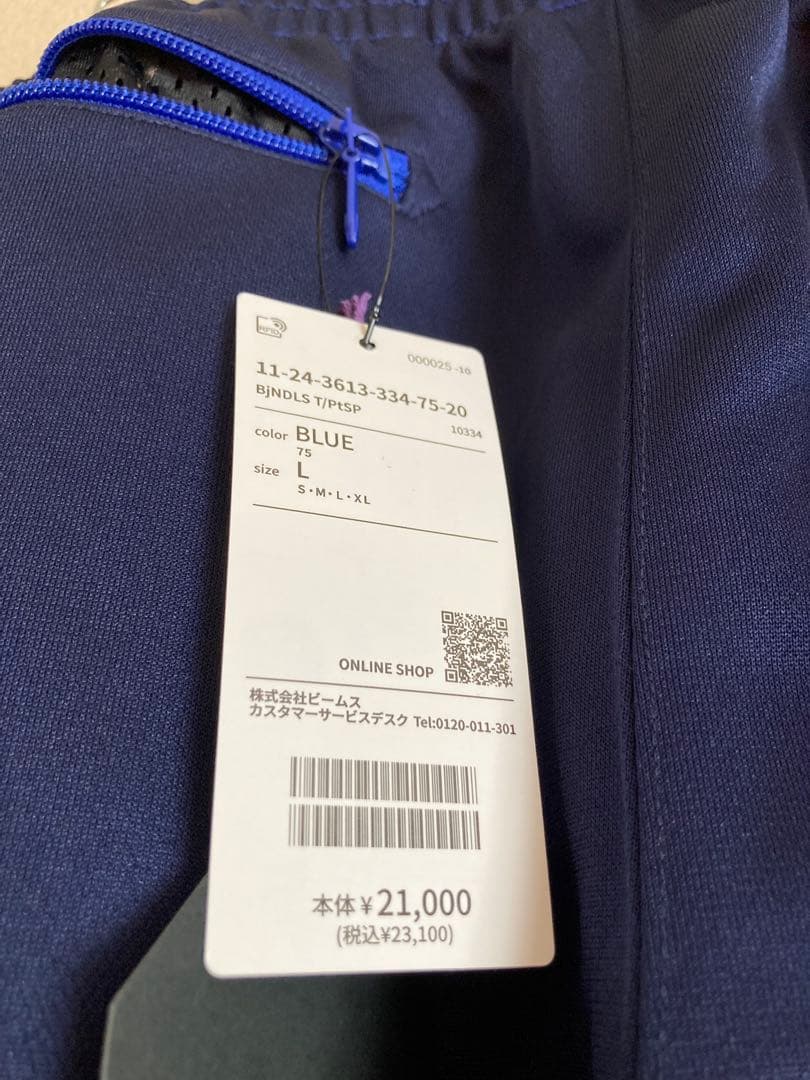 RFID
000025 -10
11-24-3613-334-75-20
BjNDLS T/PtSP
10334
color BLUE
75
size L
S・M・L・XL
ONLINE SHOP
株式会社ビームス
カスタマーサービスデスク Tel:0120-011-301
本体 ¥21,000
(税込¥23,100)